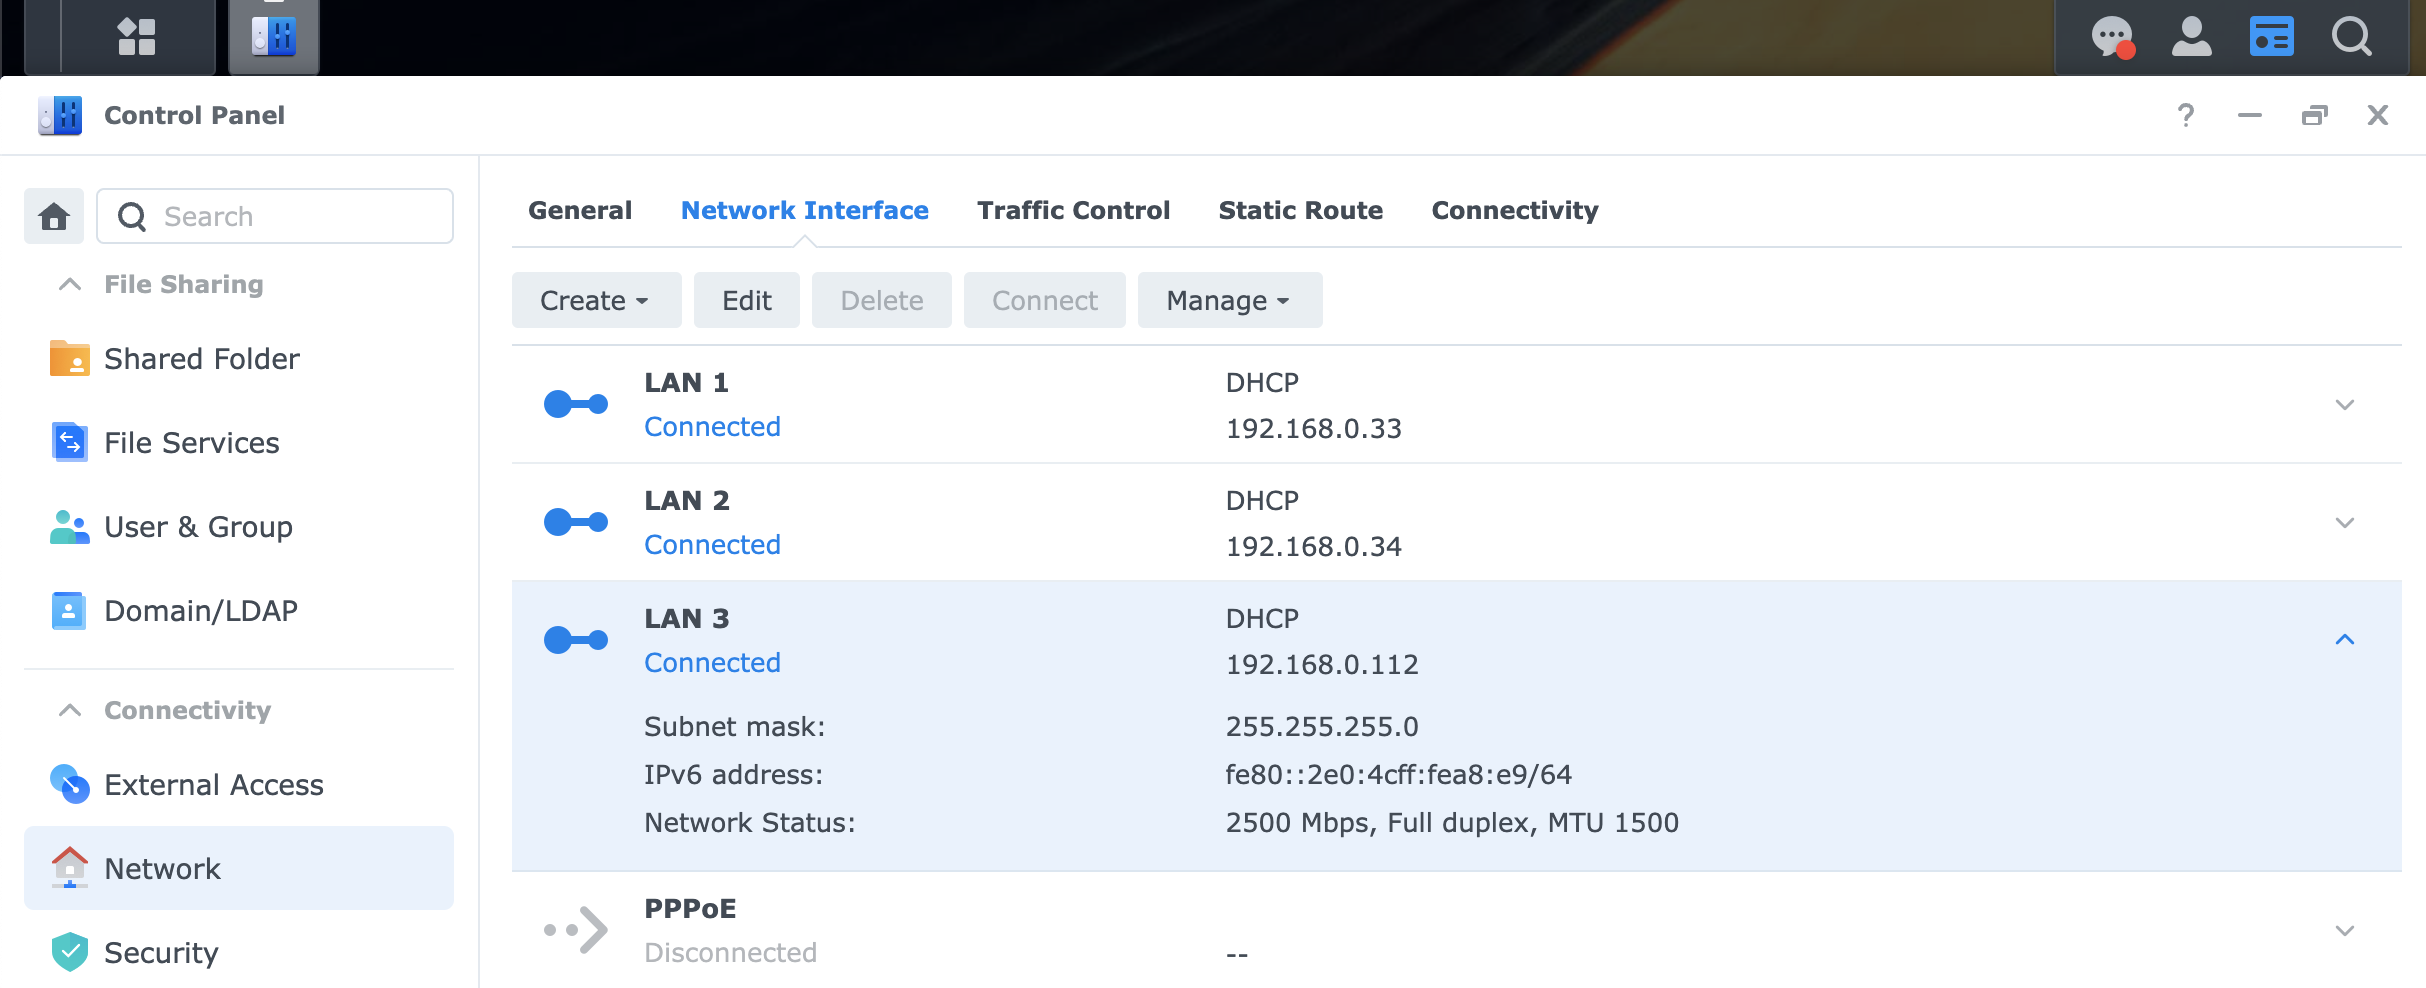 Control Panel
Search
File Sharing
Shared Folder
File Services
User & Group
Domain/LDAP
Connectivity
External Access
Network
Security
General Network Interface Traffic Control Static Route Connectivity
Create Edit Delete Connect Manage
LAN 1 DHCP
Connected 192.168.0.33
LAN 2 DHCP
Connected 192.168.0.34
LAN 3 DHCP
Connected 192.168.0.112
Subnet mask: 255.255.255.0
IPv6 address: fe80::2e0:4cff:fea8:e9/64
Network Status: 2500 Mbps, Full duplex, MTU 1500
PPPoE
Disconnected --